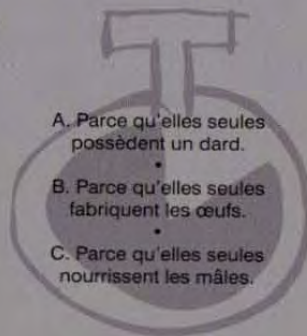 A. Parce qu'elles seules
possèdent un dard.
•
B. Parce qu'elles seules
fabriquent les œufs.
•
C. Parce qu'elles seules
nourrissent les mâles.